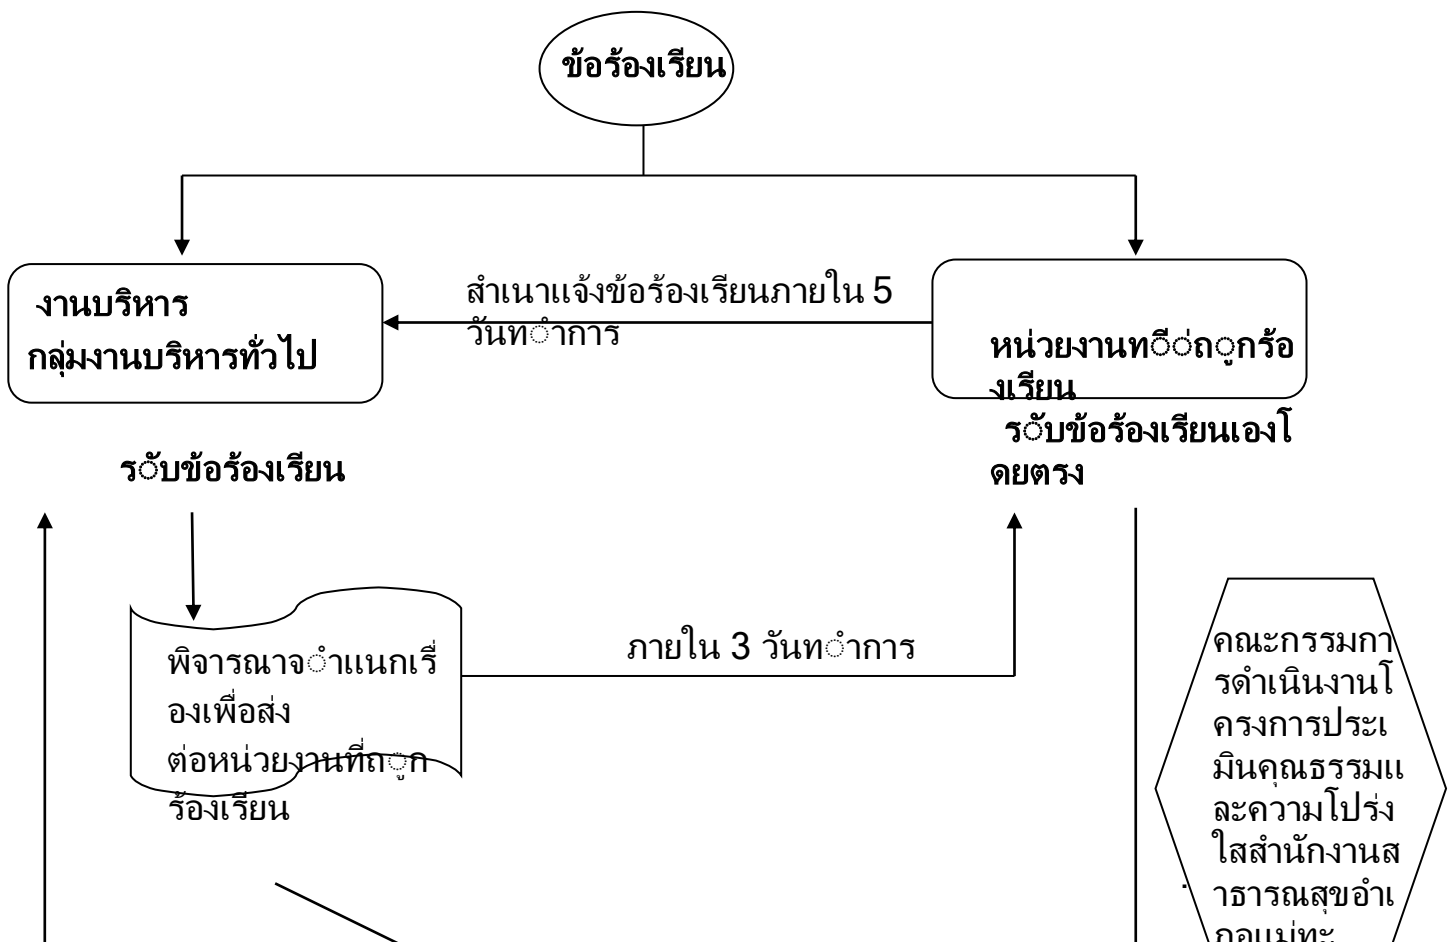 ข้อร้องเรียน
งานบริหาร
กลุ่มงานบริหารทั่วไป
รับข้อร้องเรียน
สำเนาแจ้งข้อร้องเรียนภายใน 5
วันทำการ
หน่วยงานที่ถูกร้อ
งเรียน
รับข้อร้องเรียนเองโ
ดยตรง
พิจารณาจำแนกเรื่
องเพื่อส่ง
ต่อหน่วยงานที่ถูก
ร้องเรียน
ภายใน 3 วันทำการ
คณะกรรมกา
รดำเนินงานโ
ครงการประเ
มินคุณธรรมแ
ละความโปร่ง
ใสสำนักงานส
าธารณสุขอำเ
ภอแม่ทะ